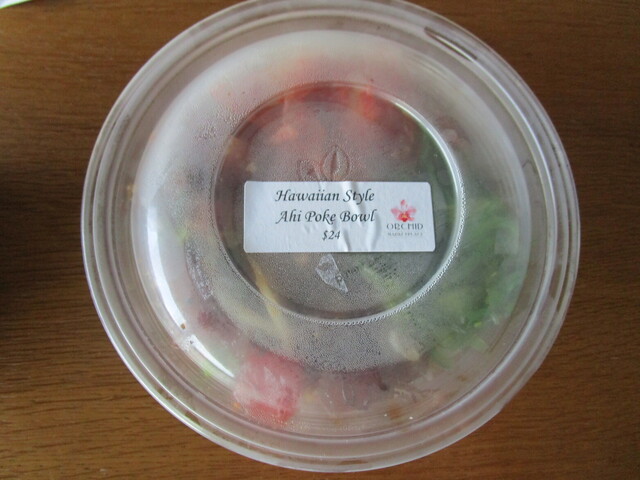 Hawaiian Style
Ahi Poke Bowl
$24
ORCHID